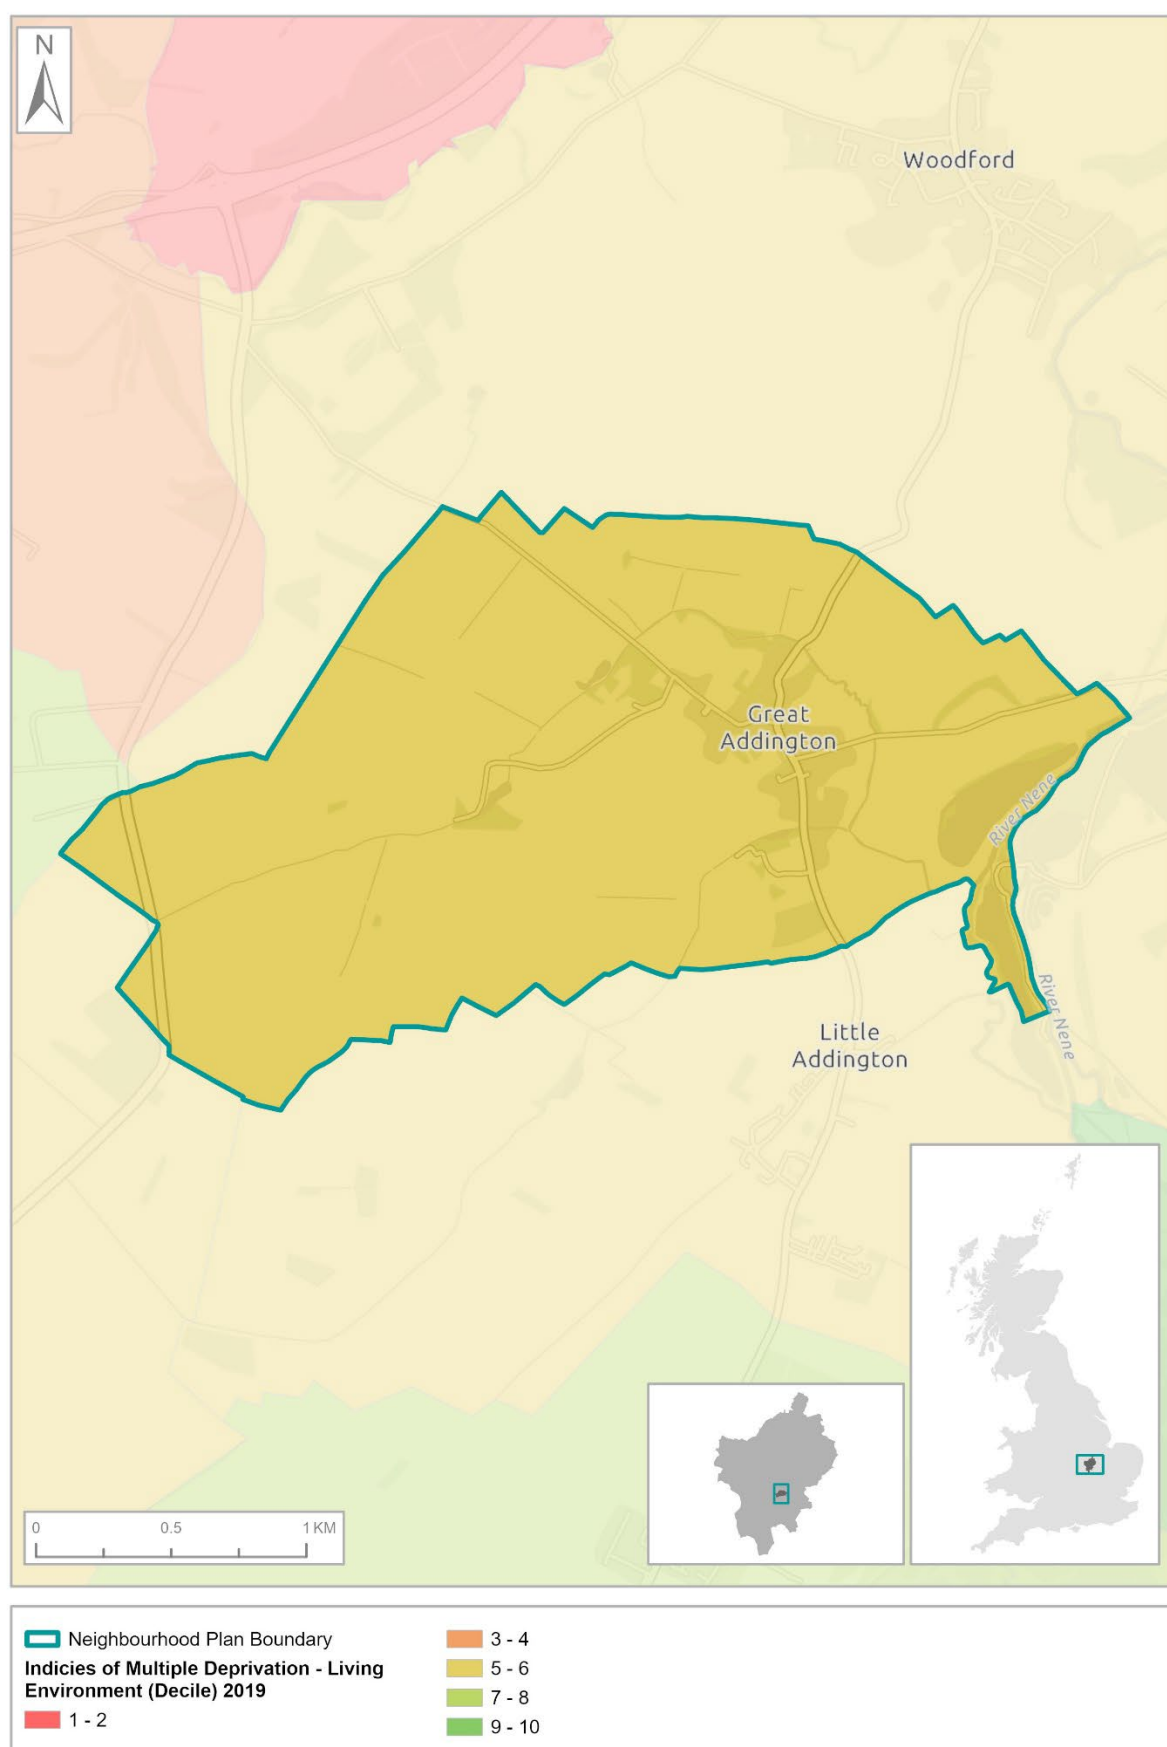 N
Woodford
Great
Addington
River Nene
River Nene
Little
Addington
0 0.5 1 KM
Neighbourhood Plan Boundary
Indicies of Multiple Deprivation - Living
Environment (Decile) 2019
1 - 2
3 - 4
5 - 6
7 - 8
9 - 10